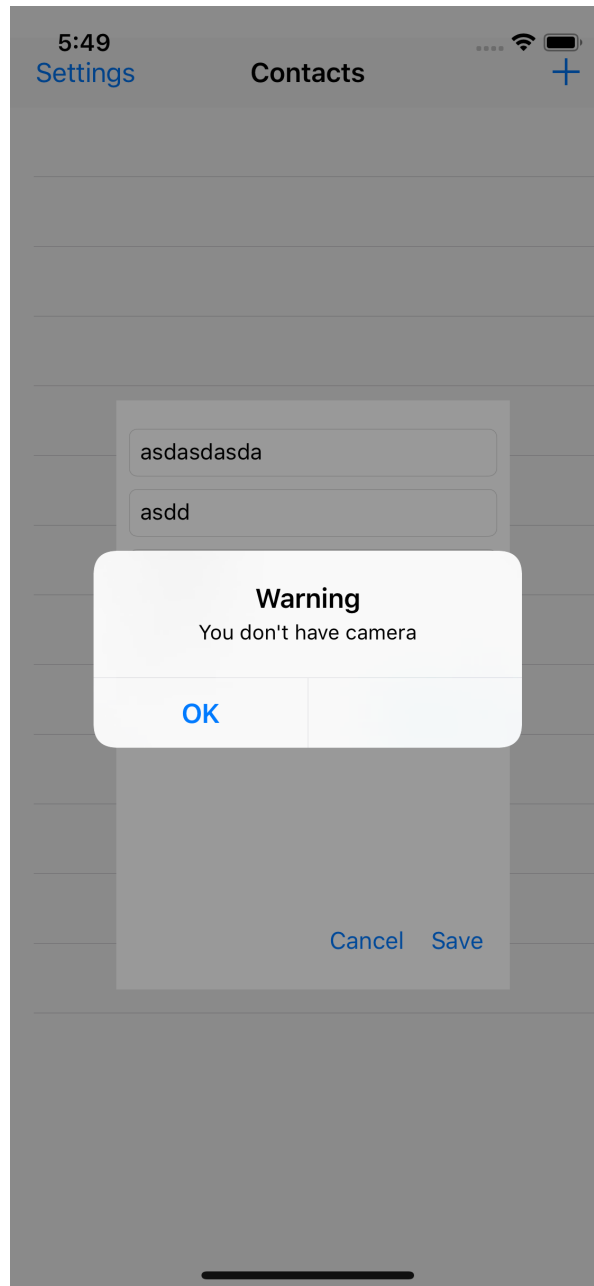 5:49
Settings Contacts +
asdasdasda
asdd
Warning
You don't have camera
OK
Cancel Save